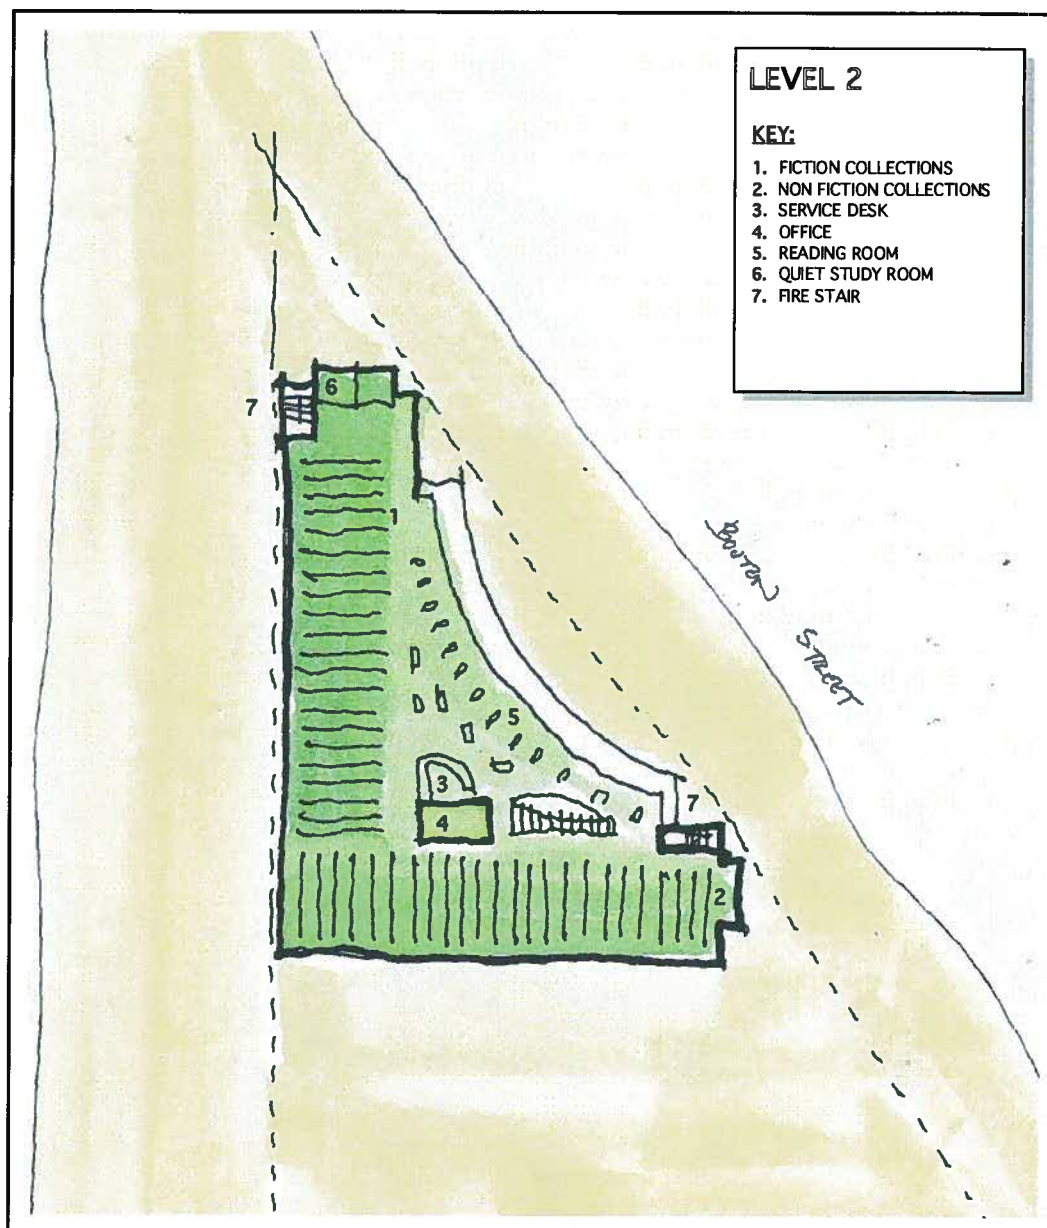 LEVEL 2
KEY:
1. FICTION COLLECTIONS
2. NON FICTION COLLECTIONS
3. SERVICE DESK
4. OFFICE
5. READING ROOM
6. QUIET STUDY ROOM
7. FIRE STAIR
6
7
1
BOUTON
STREET
5
3
7
4
2